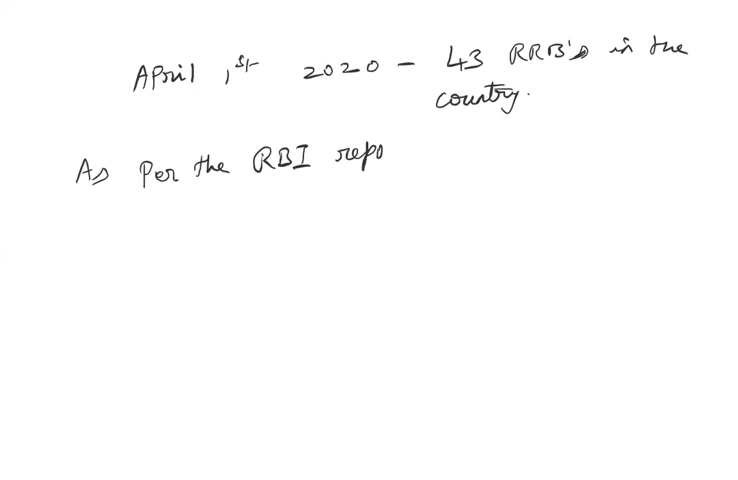 April 1st 2020 - 43 RRB's in the
country.
As Per the RBI repo